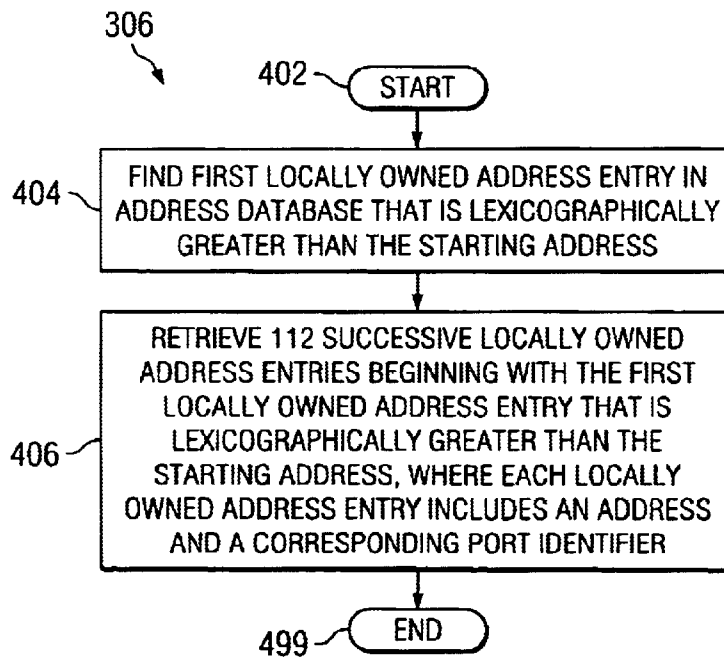 306
402
START
404
FIND FIRST LOCALLY OWNED ADDRESS ENTRY IN
ADDRESS DATABASE THAT IS LEXICOGRAPHICALLY
GREATER THAN THE STARTING ADDRESS
406
RETRIEVE 112 SUCCESSIVE LOCALLY OWNED
ADDRESS ENTRIES BEGINNING WITH THE FIRST
LOCALLY OWNED ADDRESS ENTRY THAT IS
LEXICOGRAPHICALLY GREATER THAN THE
STARTING ADDRESS, WHERE EACH LOCALLY
OWNED ADDRESS ENTRY INCLUDES AN ADDRESS
AND A CORRESPONDING PORT IDENTIFIER
499
END